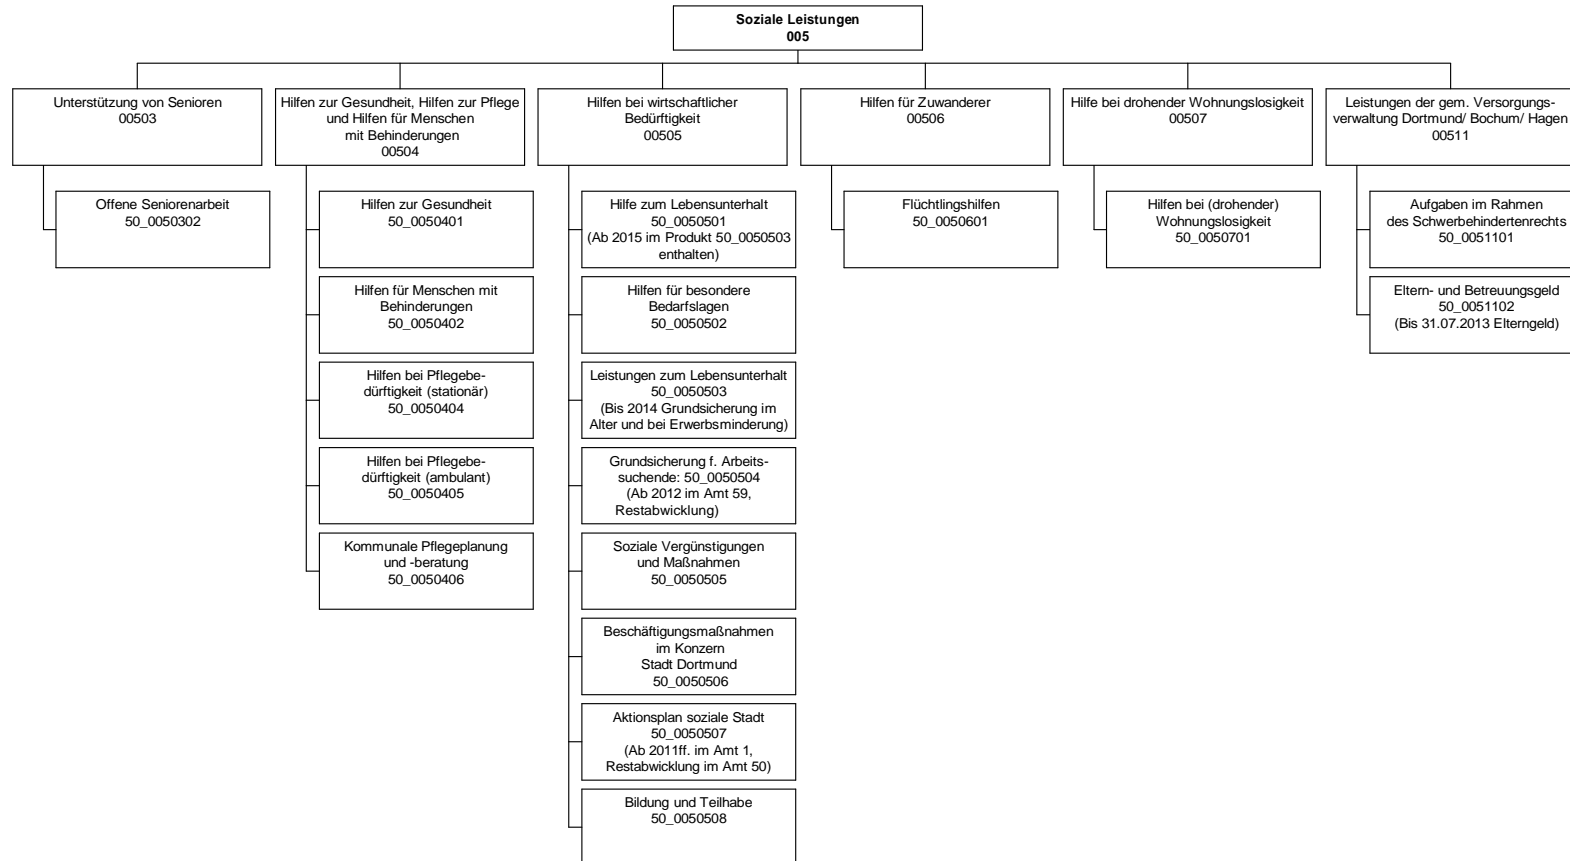 Soziale Leistungen
005
Unterstützung von Senioren
00503
Hilfen zur Gesundheit, Hilfen zur Pflege
und Hilfen für Menschen
mit Behinderungen
00504
Hilfen bei wirtschaftlicher
Bedürftigkeit
00505
Hilfen für Zuwanderer
00506
Hilfe bei drohender Wohnungslosigkeit
00507
Leistungen der gem. Versorgungs-
verwaltung Dortmund/ Bochum/ Hagen
00511
Offene Seniorenarbeit
50_0050302
Hilfen zur Gesundheit
50_0050401
Hilfen für Menschen mit
Behinderungen
50_0050402
Hilfen bei Pflegebe-
dürftigkeit (stationär)
50_0050404
Hilfen bei Pflegebe-
dürftigkeit (ambulant)
50_0050405
Kommunale Pflegeplanung
und -beratung
50_0050406
Hilfe zum Lebensunterhalt
50_0050501
(Ab 2015 im Produkt 50_0050503
enthalten)
Hilfen für besondere
Bedarfslagen
50_0050502
Leistungen zum Lebensunterhalt
50_0050503
(Bis 2014 Grundsicherung im
Alter und bei Erwerbsminderung)
Grundsicherung f. Arbeits-
suchende: 50_0050504
(Ab 2012 im Amt 59,
Restabwicklung)
Soziale Vergünstigungen
und Maßnahmen
50_0050505
Beschäftigungsmaßnahmen
im Konzern
Stadt Dortmund
50_0050506
Aktionsplan soziale Stadt
50_0050507
(Ab 2011ff. im Amt 1,
Restabwicklung im Amt 50)
Bildung und Teilhabe
50_0050508
Flüchtlingshilfen
50_0050601
Hilfen bei (drohender)
Wohnungslosigkeit
50_0050701
Aufgaben im Rahmen
des Schwerbehindertenrechts
50_0051101
Eltern- und Betreuungsgeld
50_0051102
(Bis 31.07.2013 Elterngeld)